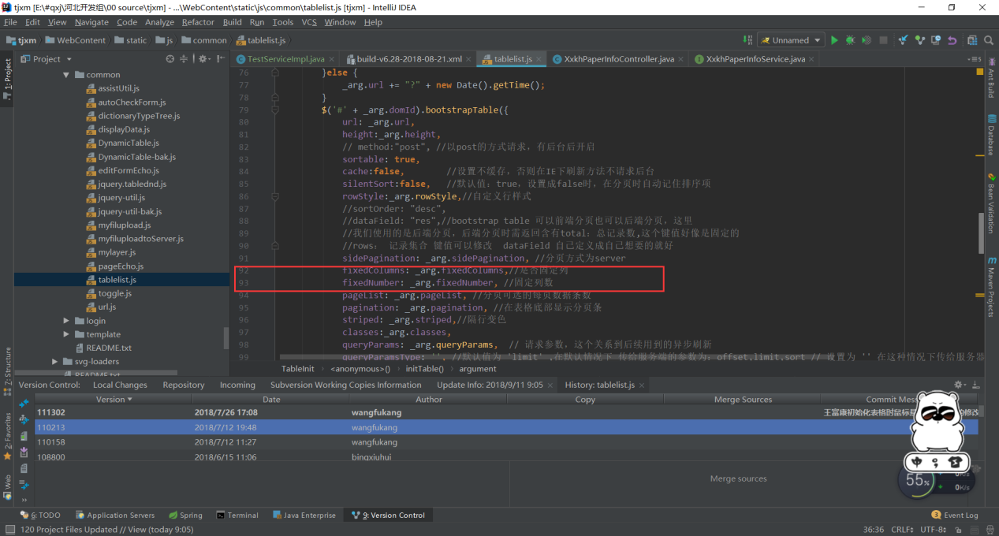 tjxm [E:\#qxj\河北开发组\00 source\tjxm] - ...\WebContent\static\js\common\tablelist.js [tjxm] - IntelliJ IDEA
File Edit View Navigate Code Analyze Refactor Build Run Tools VCS Window Help
tjxm WebContent static js common tablelist.js Unnamed
Project
TestServiceImpl.java build-v6.28-2018-08-21.xml tablelist.js XxkhPaperInfoController.java XxkhPaperInfoService.java
1: Project
Z: Structure
2: Favorites
Web
common
assistUtil.js
autoCheckForm.js
dictionaryTypeTree.js
displayData.js
DynamicTable.js
DynamicTable-bak.js
editFormEcho.js
jquery.tablednd.js
jquery-util.js
jquery-util-bak.js
myfilupload.js
myfiluploadtoServer.js
mylayer.js
pageEcho.js
tablelist.js
toggle.js
url.js
login
template
README.txt
svg-loaders
README.txt
76 }else {
77 _arg.url += "?" + new Date().getTime();
78 }
79 $('#' + _arg.domId).bootstrapTable({
80 url: _arg.url,
81 height:_arg.height,
82 // method:"post", //以post的方式请求，有后台后开启
83 sortable: true,
84 cache:false, //设置不缓存，否则在IE下刷新方法不请求后台
85 silentSort:false, //默认值：true，设置成false时，在分页时自动记住排序项
86 rowStyle:_arg.rowStyle,//自定义行样式
87 //sortOrder: "desc",
88 //dataField: "res",//bootstrap table 可以前端分页也可以后端分页，这里
89 //我们使用的是后端分页，后端分页时需返回含有total：总记录数,这个键值好像是固定的
90 //rows： 记录集合 键值可以修改 dataField 自己定义成自己想要的就好
91 sidePagination: _arg.sidePagination, //分页方式为server
92 fixedColumns: _arg.fixedColumns,//是否固定列
93 fixedNumber: _arg.fixedNumber, //固定列数
94 pageList: _arg.pageList, //分页可选的每页数据条数
95 pagination: _arg.pagination, //在表格底部显示分页条
96 striped: _arg.striped,//隔行变色
97 classes:_arg.classes,
98 queryParams: _arg.queryParams, // 请求参数，这个关系到后续用到的异步刷新
99 queryParamsType: '', //默认值为 'limit' ,在默认情况下 传给服务端的参数为：offset,limit,sort // 设置为 '' 在这种情况下传给服务器
TableInit <anonymous>() initTable() argument
Ant Build
Database
Bean Validation
Maven Projects
Version Control: Local Changes Repository Incoming Subversion Working Copies Information Update Info: 2018/9/11 9:05 History: tablelist.js
Version Date Author Copy Merge Sources Commit Mess
111302 2018/7/26 17:08 wangfukang 王富康初始化表格时鼠标是 的修改
110213 2018/7/12 19:48 wangfukang
110158 2018/7/12 11:27 wangfukang
108800 2018/6/15 11:06 bingxiuhui
Merge sources
中
55%
0K/s
0K/s
6: TODO Application Servers Spring Terminal Java Enterprise 9: Version Control 3 Event Log
120 Project Files Updated // View (today 9:05) 36:36 CRLF UTF-8